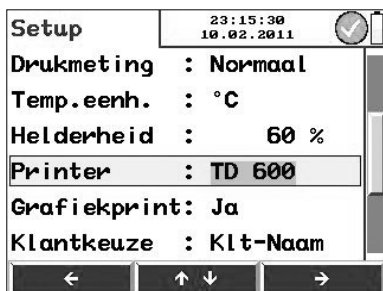 Setup
23:15:30
10.02.2011
Drukmeting : Normaal
Temp.eenh. : °C
Helderheid : 60 %
Printer : TD 600
Grafiekprint: Ja
Klantkeuze : Klt-Naam
← ↑ ↓ →